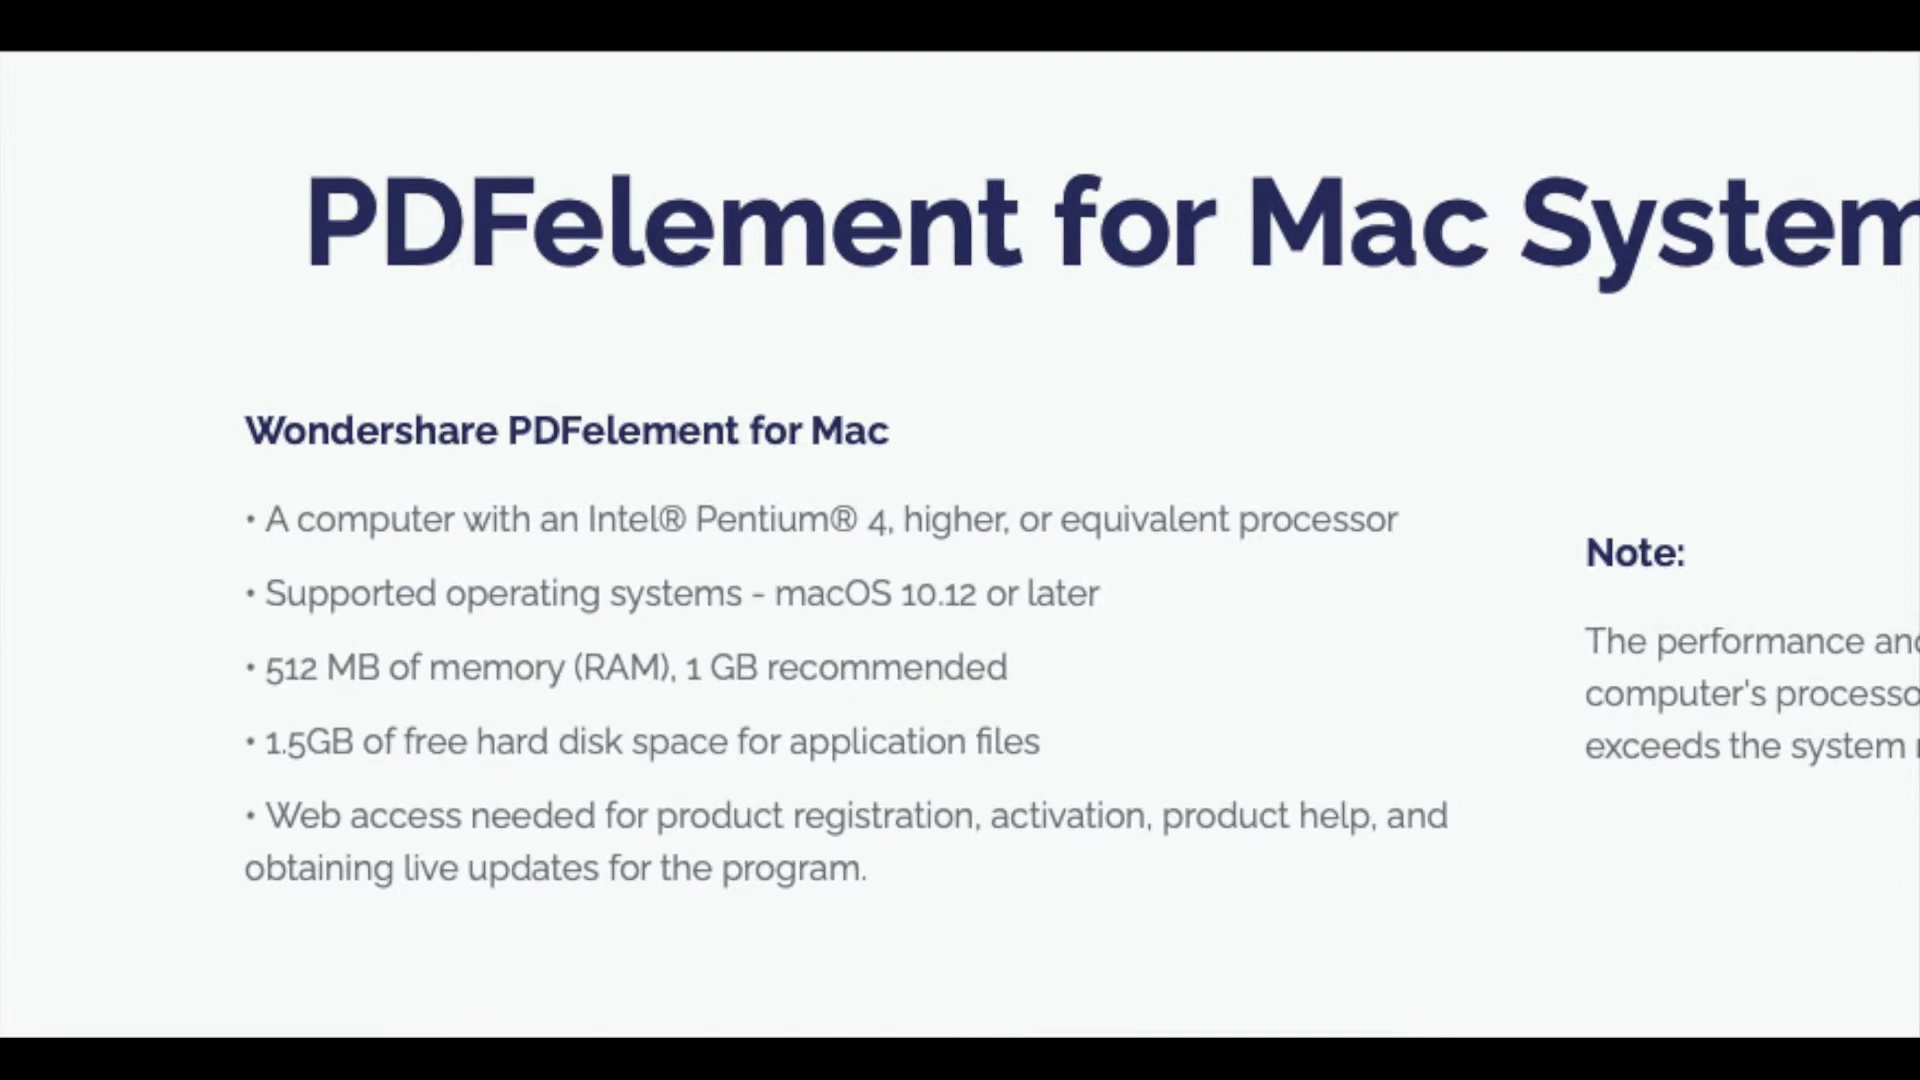 PDFelement for Mac System
Wondershare PDFelement for Mac
• A computer with an Intel® Pentium® 4, higher, or equivalent processor
• Supported operating systems - macOS 10.12 or later
• 512 MB of memory (RAM), 1 GB recommended
• 1.5GB of free hard disk space for application files
• Web access needed for product registration, activation, product help, and
obtaining live updates for the program.
Note:
The performance and
computer's
exceeds the system